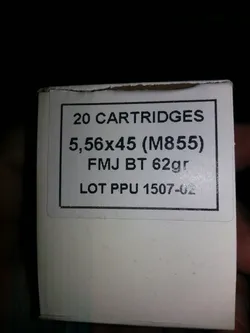 20 CARTRIDGES
5,56x45 (M855)
FMJ BT 62gr
LOT PPU 1507-02